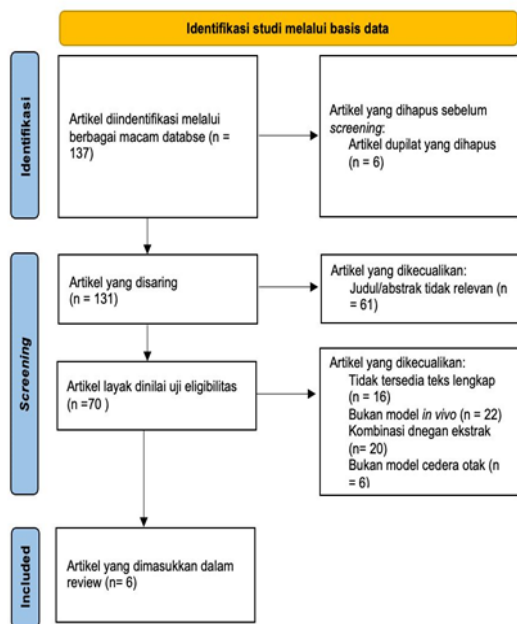 Identifikasi studi melalui basis data
Identifikasi
Artikel diindentifikasi melalui
berbagai macam databse (n =
137)
Artikel yang dihapus sebelum
screening:
Artikel dupilat yang dihapus
(n = 6)
Screening
Artikel yang disaring
(n = 131)
Artikel yang dikecualikan:
Judul/abstrak tidak relevan (n
= 61)
Artikel layak dinilai uji eligibilitas
(n =70 )
Artikel yang dikecualikan:
Tidak tersedia teks lengkap
(n = 16)
Bukan model in vivo (n = 22)
Kombinasi dnegan ekstrak
(n= 20)
Bukan model cedera otak (n
= 6)
Included
Artikel yang dimasukkan dalam
review (n= 6)